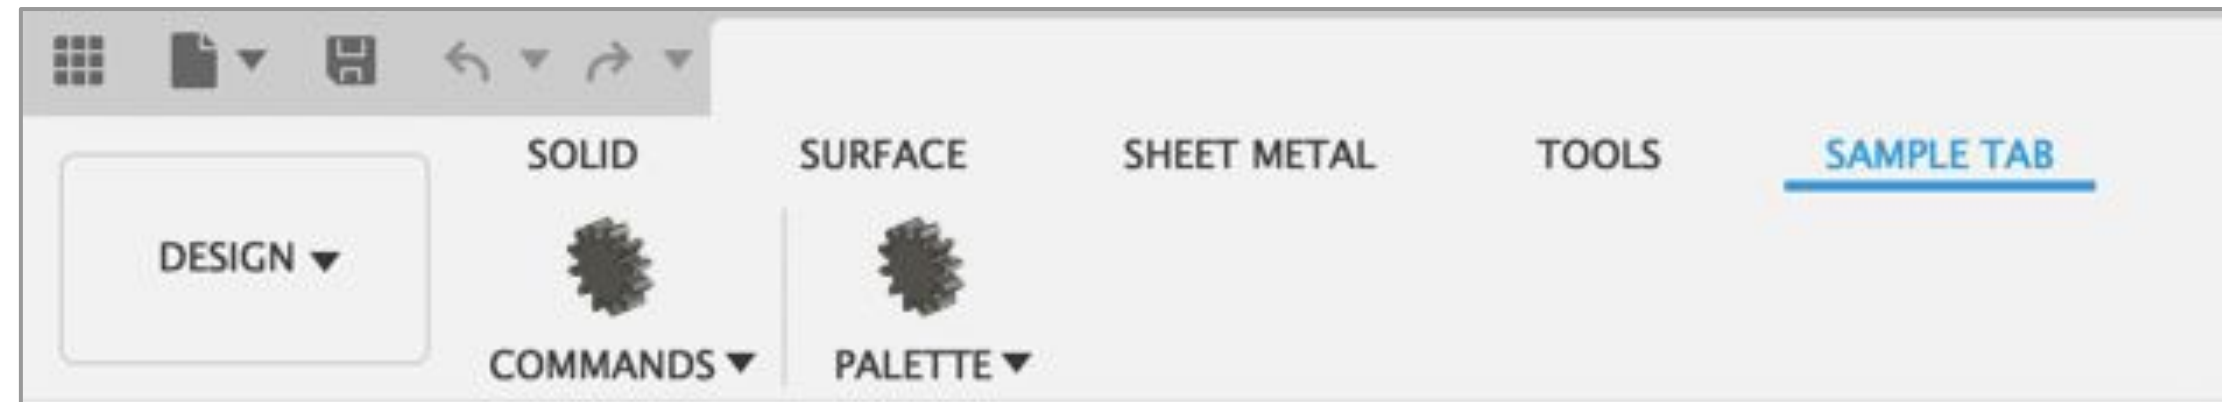 SOLID SURFACE SHEET METAL TOOLS SAMPLE TAB
DESIGN
COMMANDS PALETTE